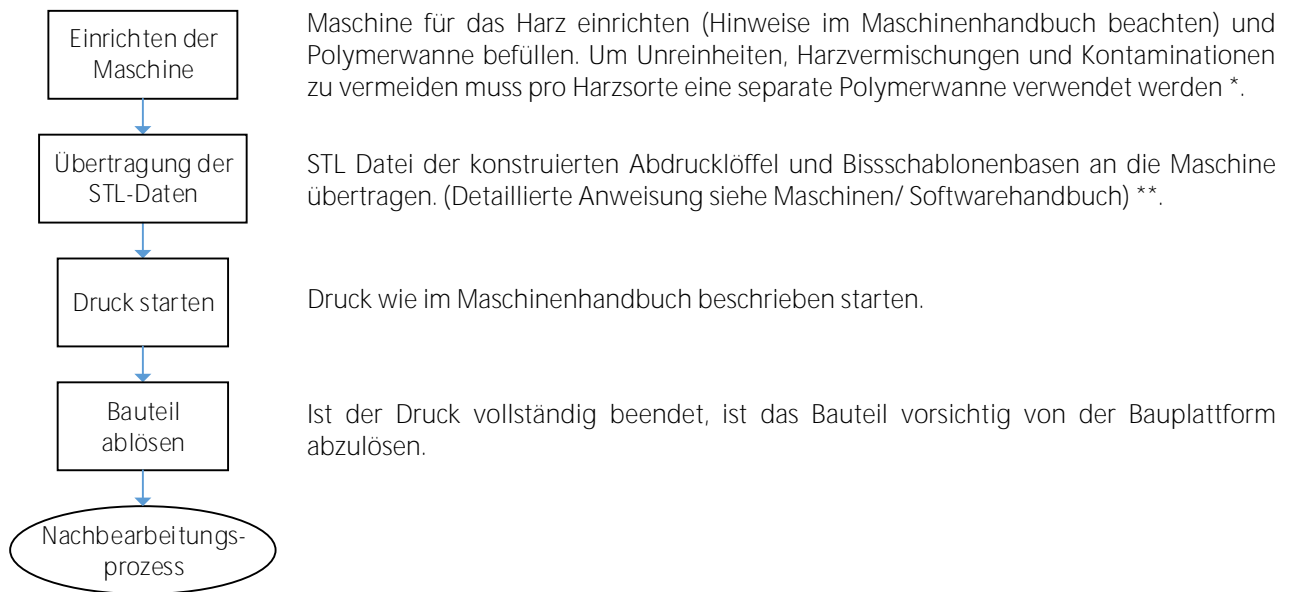 Einrichten der
Maschine
Maschine für das Harz einrichten (Hinweise im Maschinenhandbuch beachten) und
Polymerwanne befüllen. Um Unreinheiten, Harzvermischungen und Kontaminationen
zu vermeiden muss pro Harzsorte eine separate Polymerwanne verwendet werden *.
Übertragung der
STL-Daten
STL Datei der konstruierten Abdrucklöffel und Bissschablonenbasen an die Maschine
übertragen. (Detaillierte Anweisung siehe Maschinen/ Softwarehandbuch) **.
Druck starten
Druck wie im Maschinenhandbuch beschrieben starten.
Bauteil
ablösen
Ist der Druck vollständig beendet, ist das Bauteil vorsichtig von der Bauplattform
abzulösen.
Nachbearbeitungs-
prozess